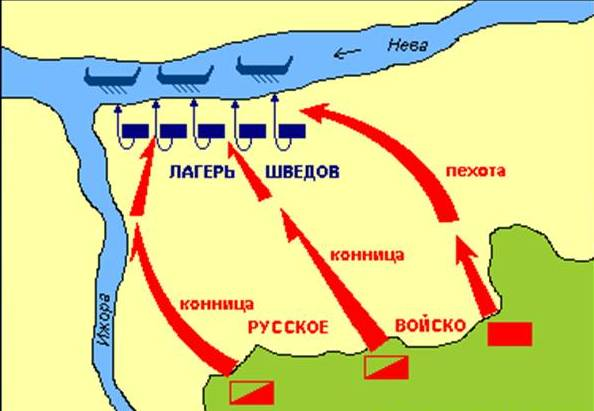 Нева
ЛАГЕРЬ ШВЕДОВ
пехота
конница
конница
РУССКОЕ ВОЙСКО
Ижора